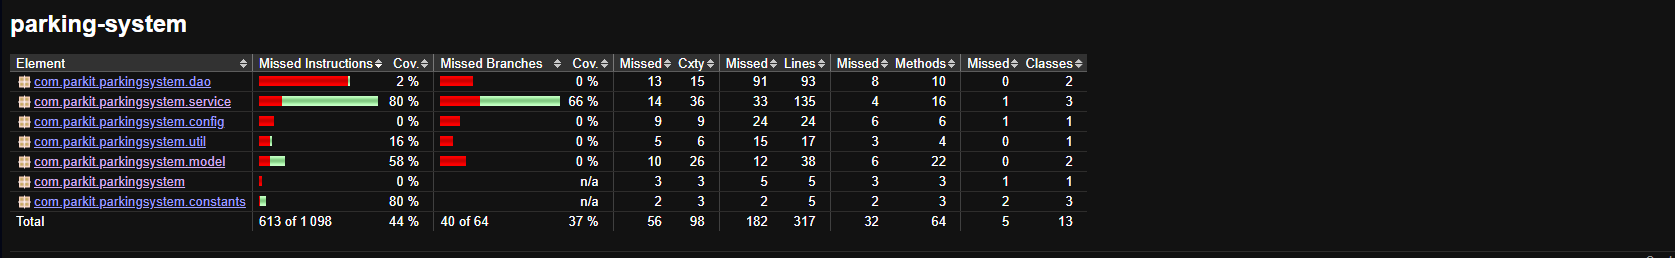 parking-system
Element Missed Instructions Cov. Missed Branches Cov. Missed Cxty Missed Lines Missed Methods Missed Classes
com.parkit.parkingsystem.dao 2 % 0 % 13 15 91 93 8 10 0 2
com.parkit.parkingsystem.service 80 % 66 % 14 36 33 135 4 16 1 3
com.parkit.parkingsystem.config 0 % 0 % 9 9 24 24 6 6 1 1
com.parkit.parkingsystem.util 16 % 0 % 5 6 15 17 3 4 0 1
com.parkit.parkingsystem.model 58 % 0 % 10 26 12 38 6 22 0 2
com.parkit.parkingsystem 0 % n/a 3 3 5 5 3 3 1 1
com.parkit.parkingsystem.constants 80 % n/a 2 3 2 5 2 3 2 3
Total 613 of 1 098 44 % 40 of 64 37 % 56 98 182 317 32 64 5 13